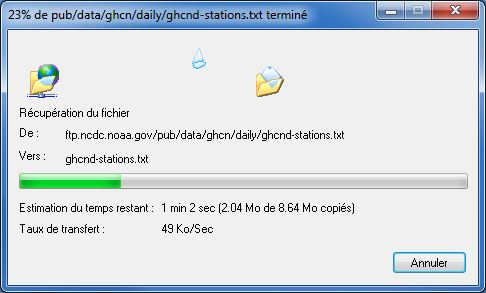 23% de pub/data/ghcn/daily/ghcnd-stations.txt terminé
Récupération du fichier
De : ftp.ncdc.noaa.gov/pub/data/ghcn/daily/ghcnd-stations.txt
Vers : ghcnd-stations.txt
Estimation du temps restant : 1 min 2 sec (2.04 Mo de 8.64 Mo copiés)
Taux de transfert : 49 Ko/Sec
Annuler